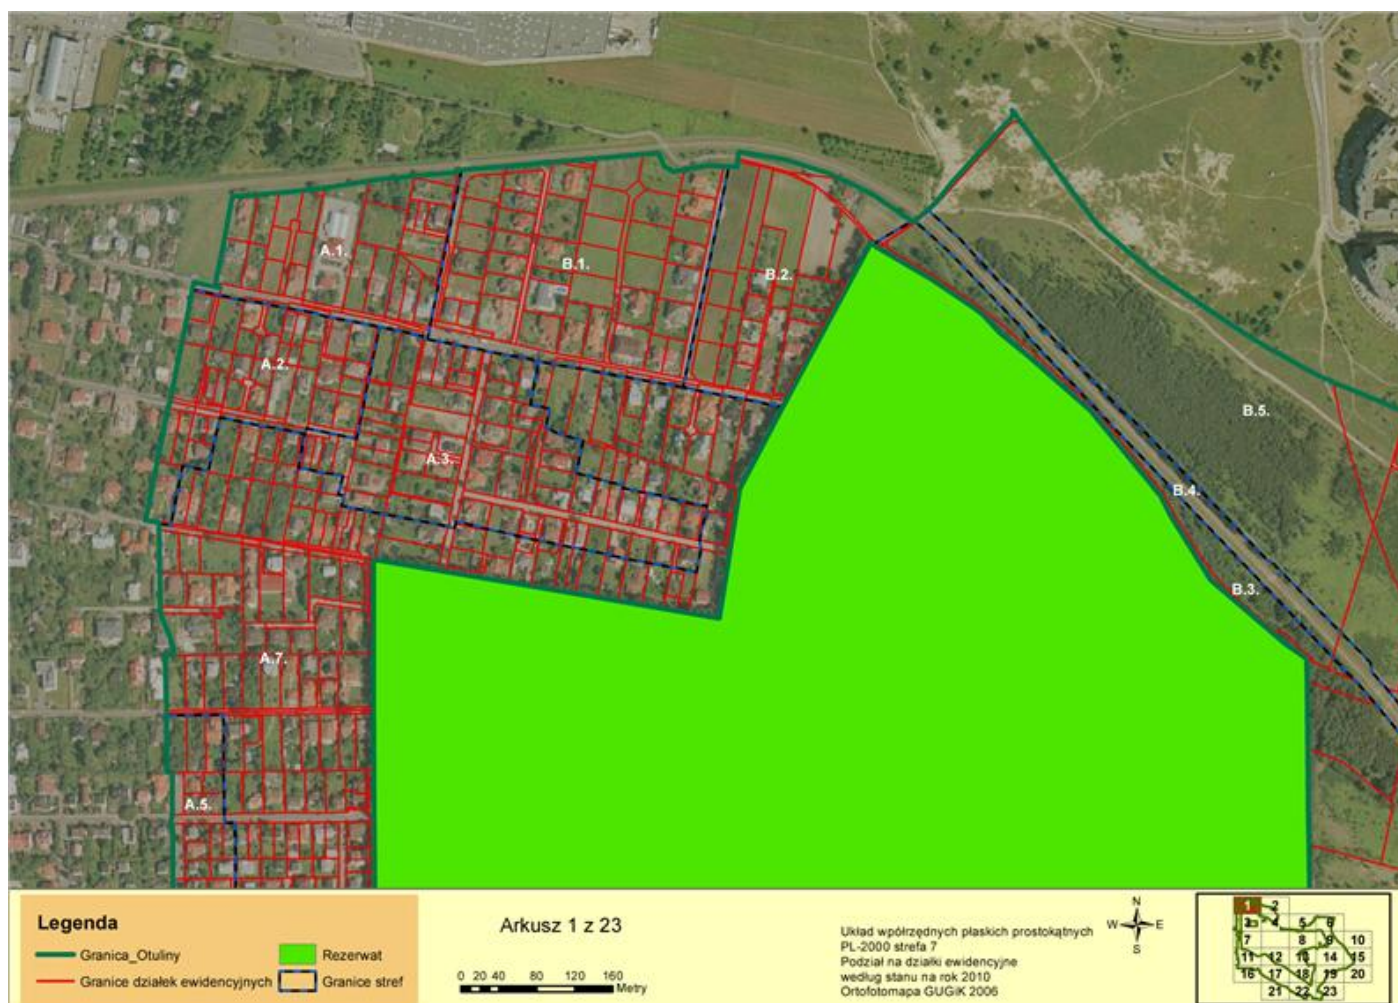 A.1.
B.1.
B.2.
A.2.
B.5.
A.3.
B.4.
B.3.
A.7.
A.5.
Legenda
Granica_Otuliny
Rezerwat
Granice działek ewidencyjnych
Granice stref
Arkusz 1 z 23
0 20 40 80 120 160
Metry
Układ wpółrzędnych płaskich prostokątnych
PL-2000 strefa 7
Podział na działki ewidencyjne
według stanu na rok 2010
Ortofotomapa GUGiK 2006
N
W E
S
1 2
3 4 5 6
7 8 9 10
11 12 13 14 15
16 17 18 19 20
21 22 23